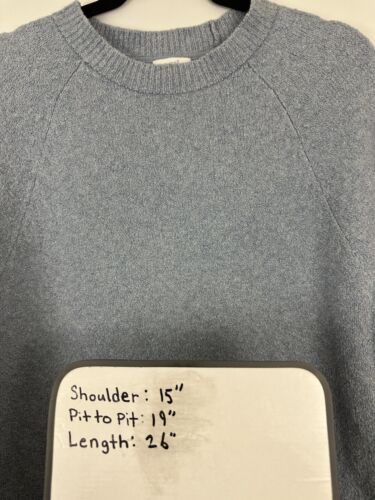 Shoulder: 15"
Pit to Pit: 19"
Length: 26"